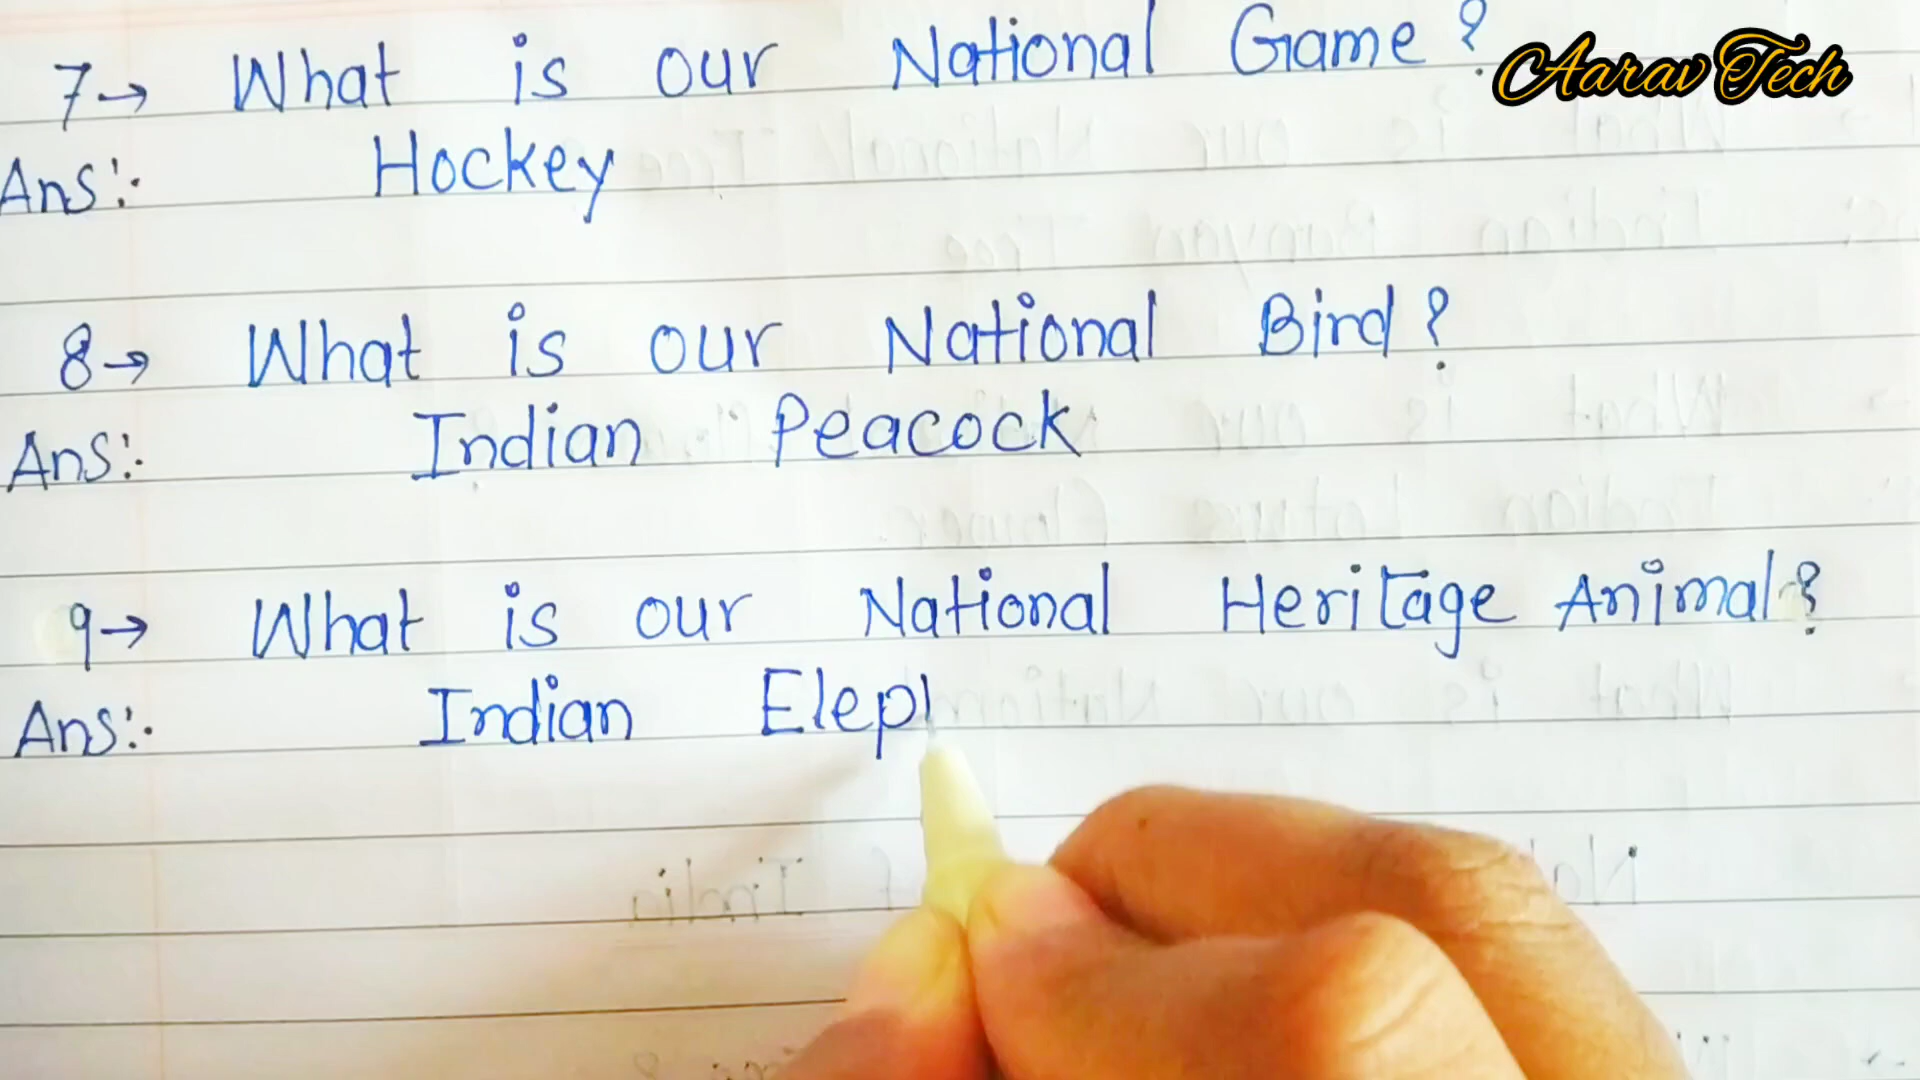 7→ What is our National Game?
Aarav Tech
Ans:- Hockey
8→ What is our National Bird?
Ans:- Indian Peacock
9→ What is our National Heritage Animal?
Ans:- Indian Elep